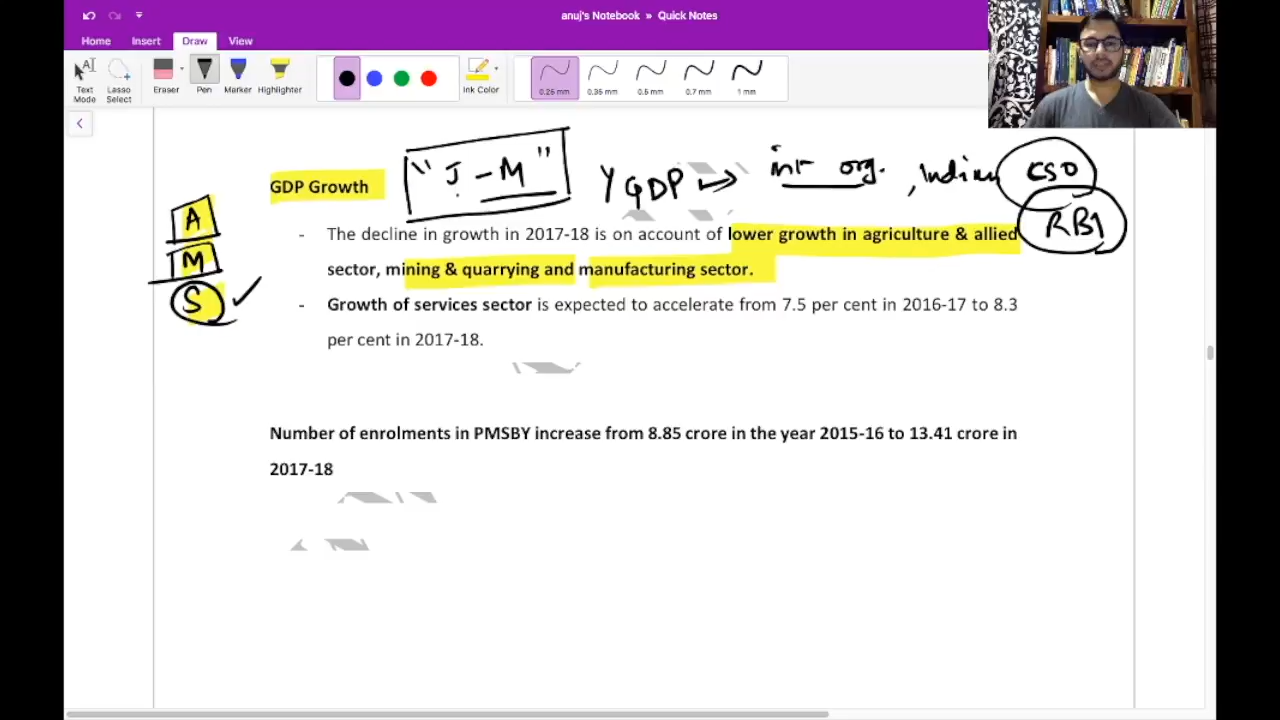 anuj's Notebook » Quick Notes
Home Insert Draw View
Text Mode
Lasso Select
Eraser Pen Marker Highlighter
Ink Color
0.25 mm 0.35 mm 0.5 mm 0.7 mm 1 mm
GDP Growth
"J-M" YGDP → int org. , Indian CSO
RBI
A
M
S
- The decline in growth in 2017-18 is on account of lower growth in agriculture & allied
sector, mining & quarrying and manufacturing sector.
- Growth of services sector is expected to accelerate from 7.5 per cent in 2016-17 to 8.3
per cent in 2017-18.
Number of enrolments in PMSBY increase from 8.85 crore in the year 2015-16 to 13.41 crore in
2017-18